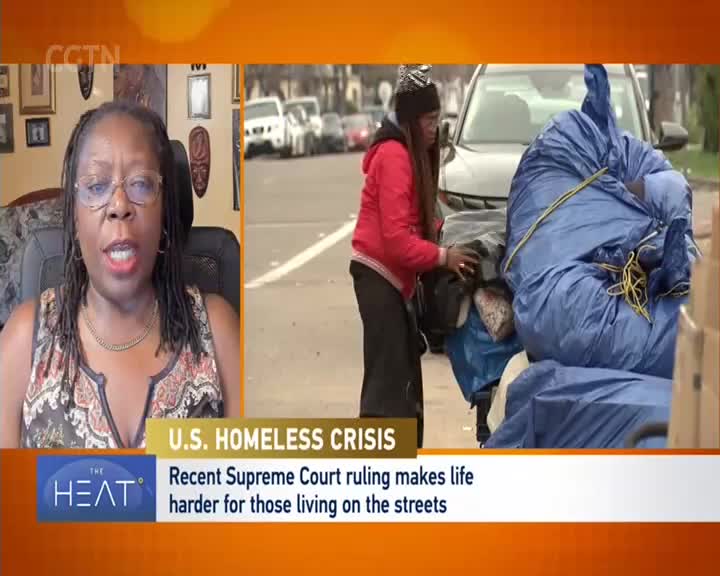 CGTN
U.S. HOMELESS CRISIS
THE
HEAT
Recent Supreme Court ruling makes life
harder for those living on the streets